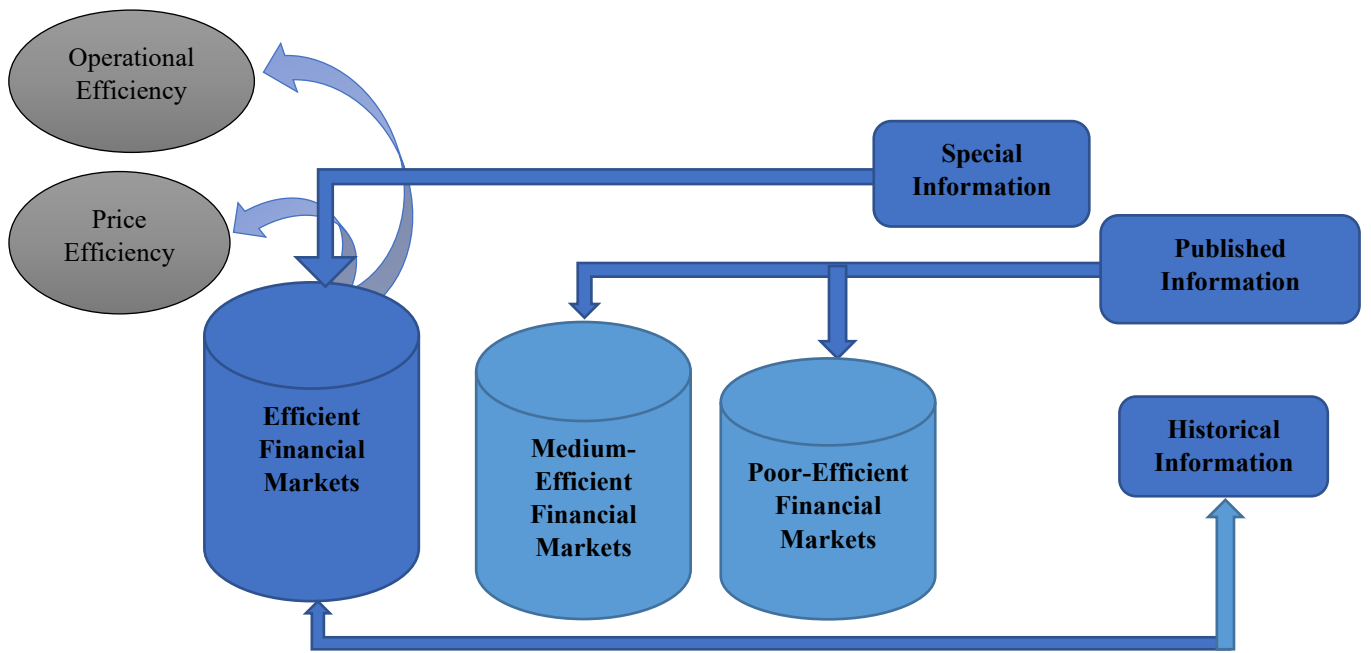 Operational
Efficiency
Special
Information
Price
Efficiency
Published
Information
Efficient
Financial
Markets
Medium-
Efficient
Financial
Markets
Poor-Efficient
Financial
Markets
Historical
Information